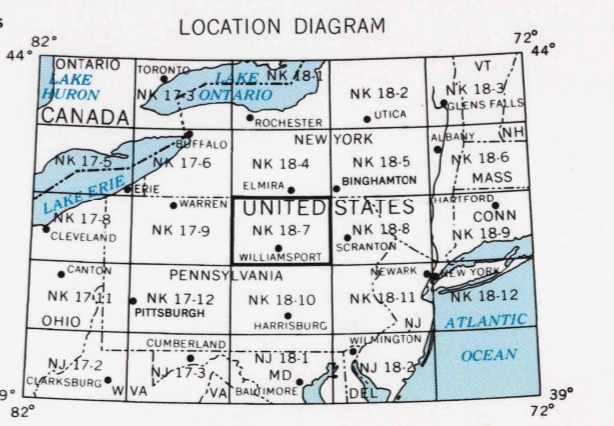 s
LOCATION DIAGRAM
82°
72°
44°
44°
ONTARIO
TORONTO
LAKE
NK 18-1
VT
LAKE
HURON
NK 17-3
ONTARIO
NK 18-2
NK 18-3
GLENS FALLS
CANADA
ROCHESTER
UTICA
BUFFALO
NEW YORK
ALBANY
NH
NK 17-5
NK 17-6
NK 18-4
NK 18-5
NK 18-6
MASS
LAKE ERIE
ERIE
ELMIRA
BINGHAMTON
WARREN
UNITED STATES
HARTFORD
CONN
NK 17-8
CLEVELAND
NK 17-9
NK 18-7
NK 18-8
NK 18-9
WILLIAMSPORT
SCRANTON
CANTON
PENNSYLVANIA
NEWARK
NEW YORK
NK 17-11
NK 17-12
NK 18-10
NK 18-11
NK 18-12
PITTSBURGH
OHIO
HARRISBURG
NJ
ATLANTIC
CUMBERLAND
WILMINGTON
OCEAN
NJ 17-2
NJ 17-3
NJ 18-1
MD
NJ 18-2
CLARKSBURG
W VA
VA
BALTIMORE
DEL
9°
39°
82°
72°